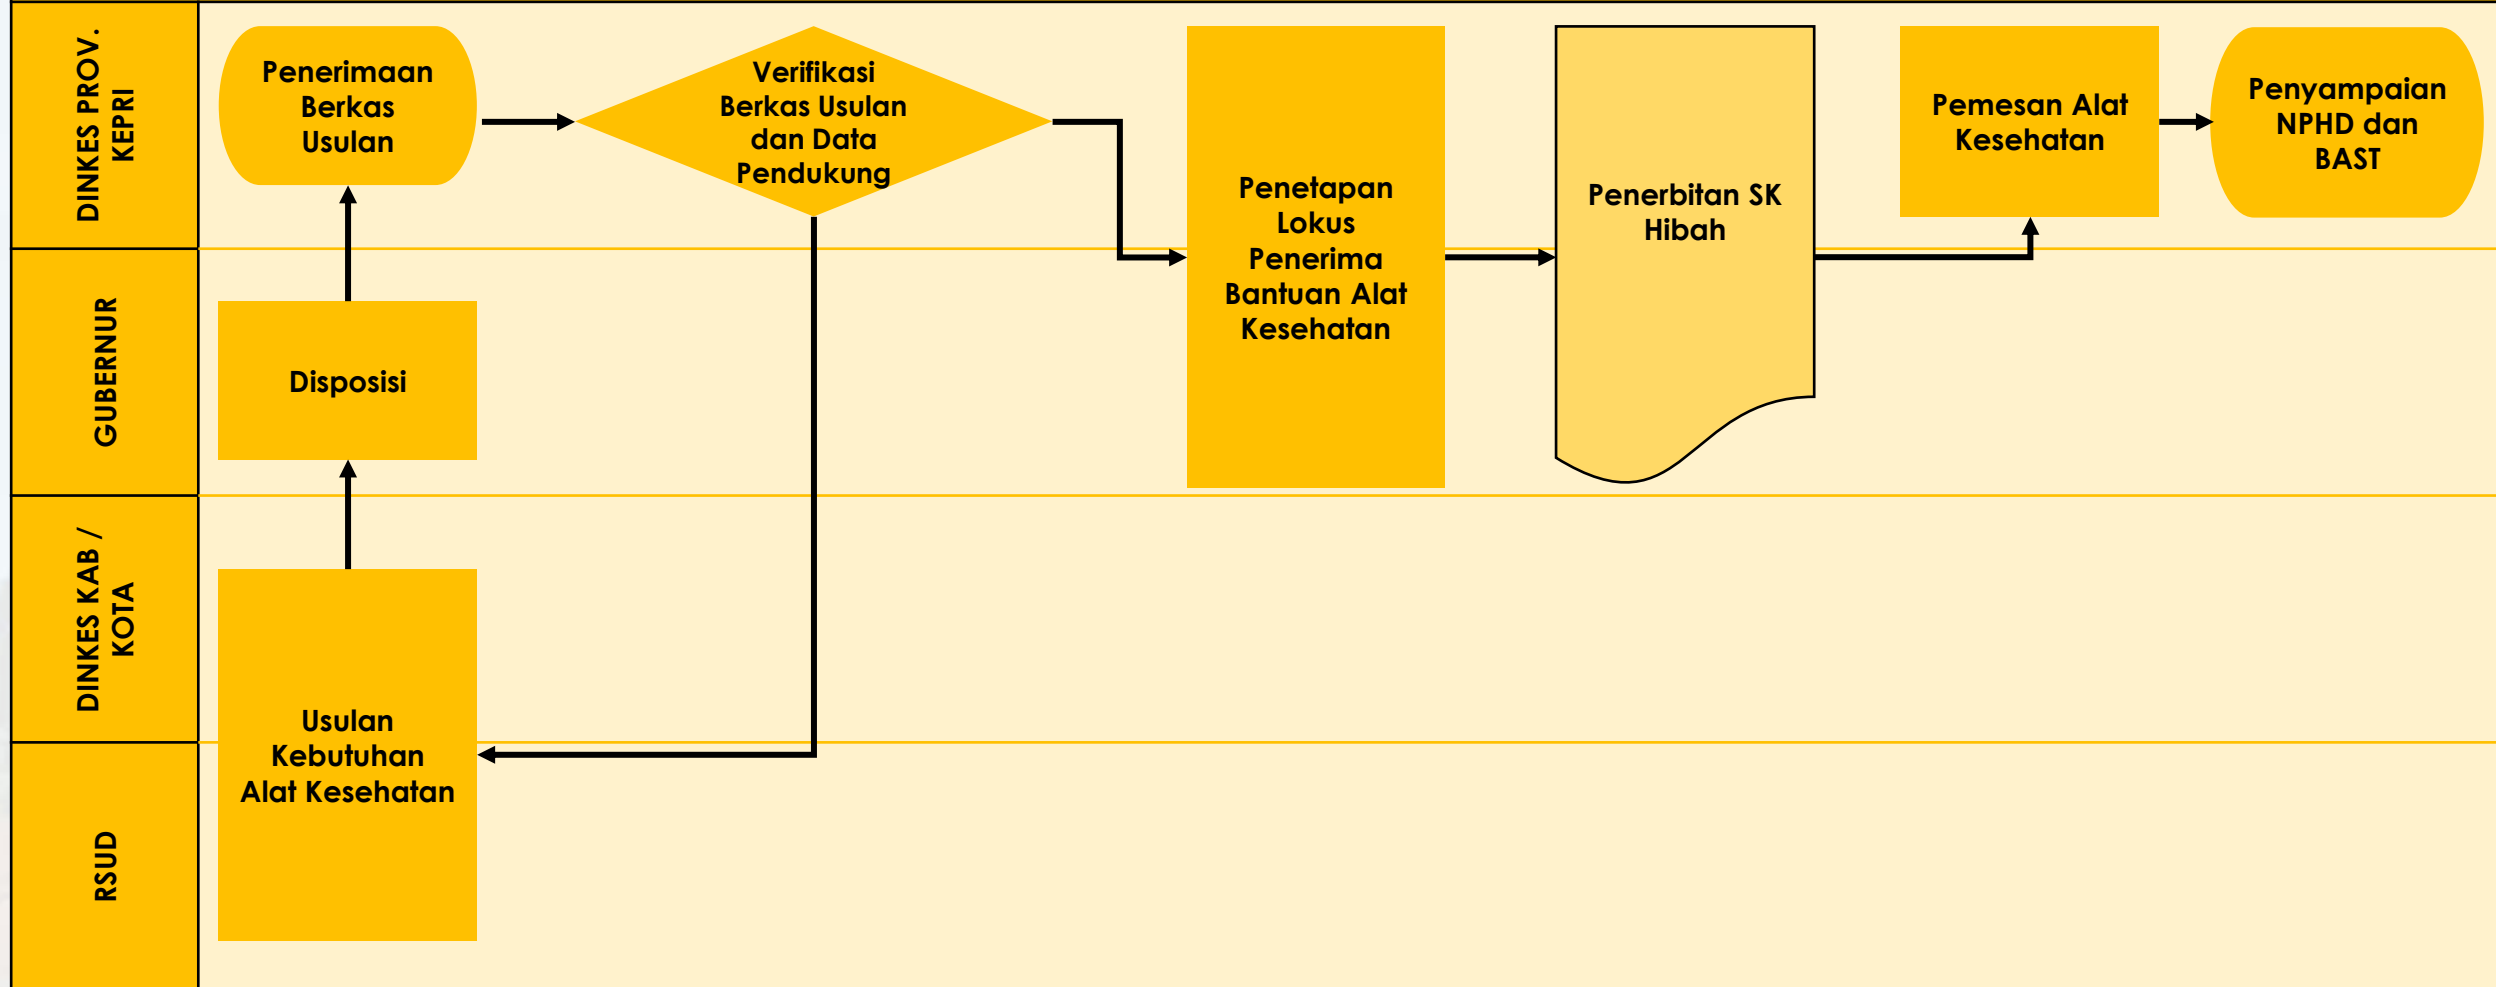 DINKES PROV.
KEPRI
Penerimaan
Berkas
Usulan
Verifikasi
Berkas Usulan
dan Data
Pendukung
Penetapan
Lokus
Penerima
Bantuan Alat
Kesehatan
Penerbitan SK
Hibah
Pemesan Alat
Kesehatan
Penyampaian
NPHD dan
BAST
GUBERNUR
Disposisi
DINKES KAB /
KOTA
Usulan
Kebutuhan
Alat Kesehatan
RSUD